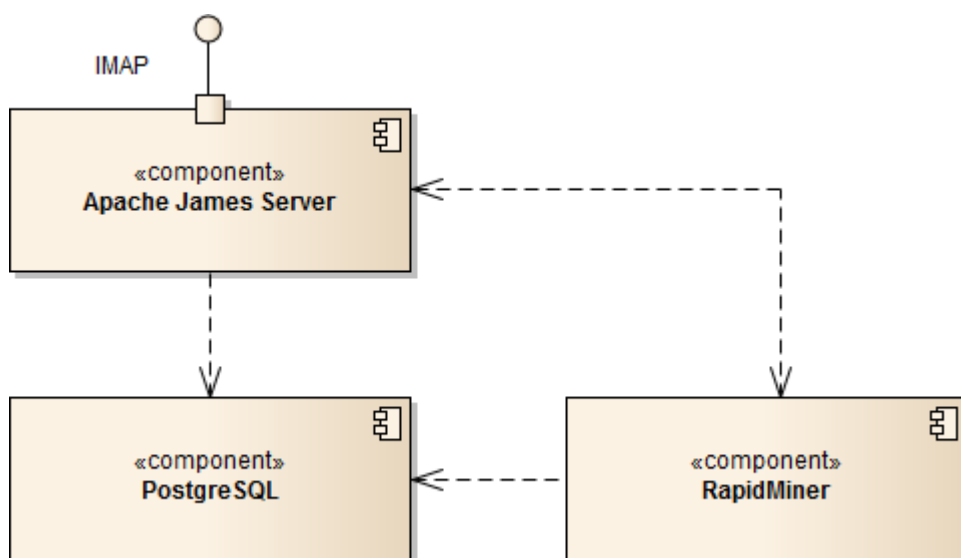 IMAP
«component»
Apache James Server
«component»
PostgreSQL
«component»
RapidMiner